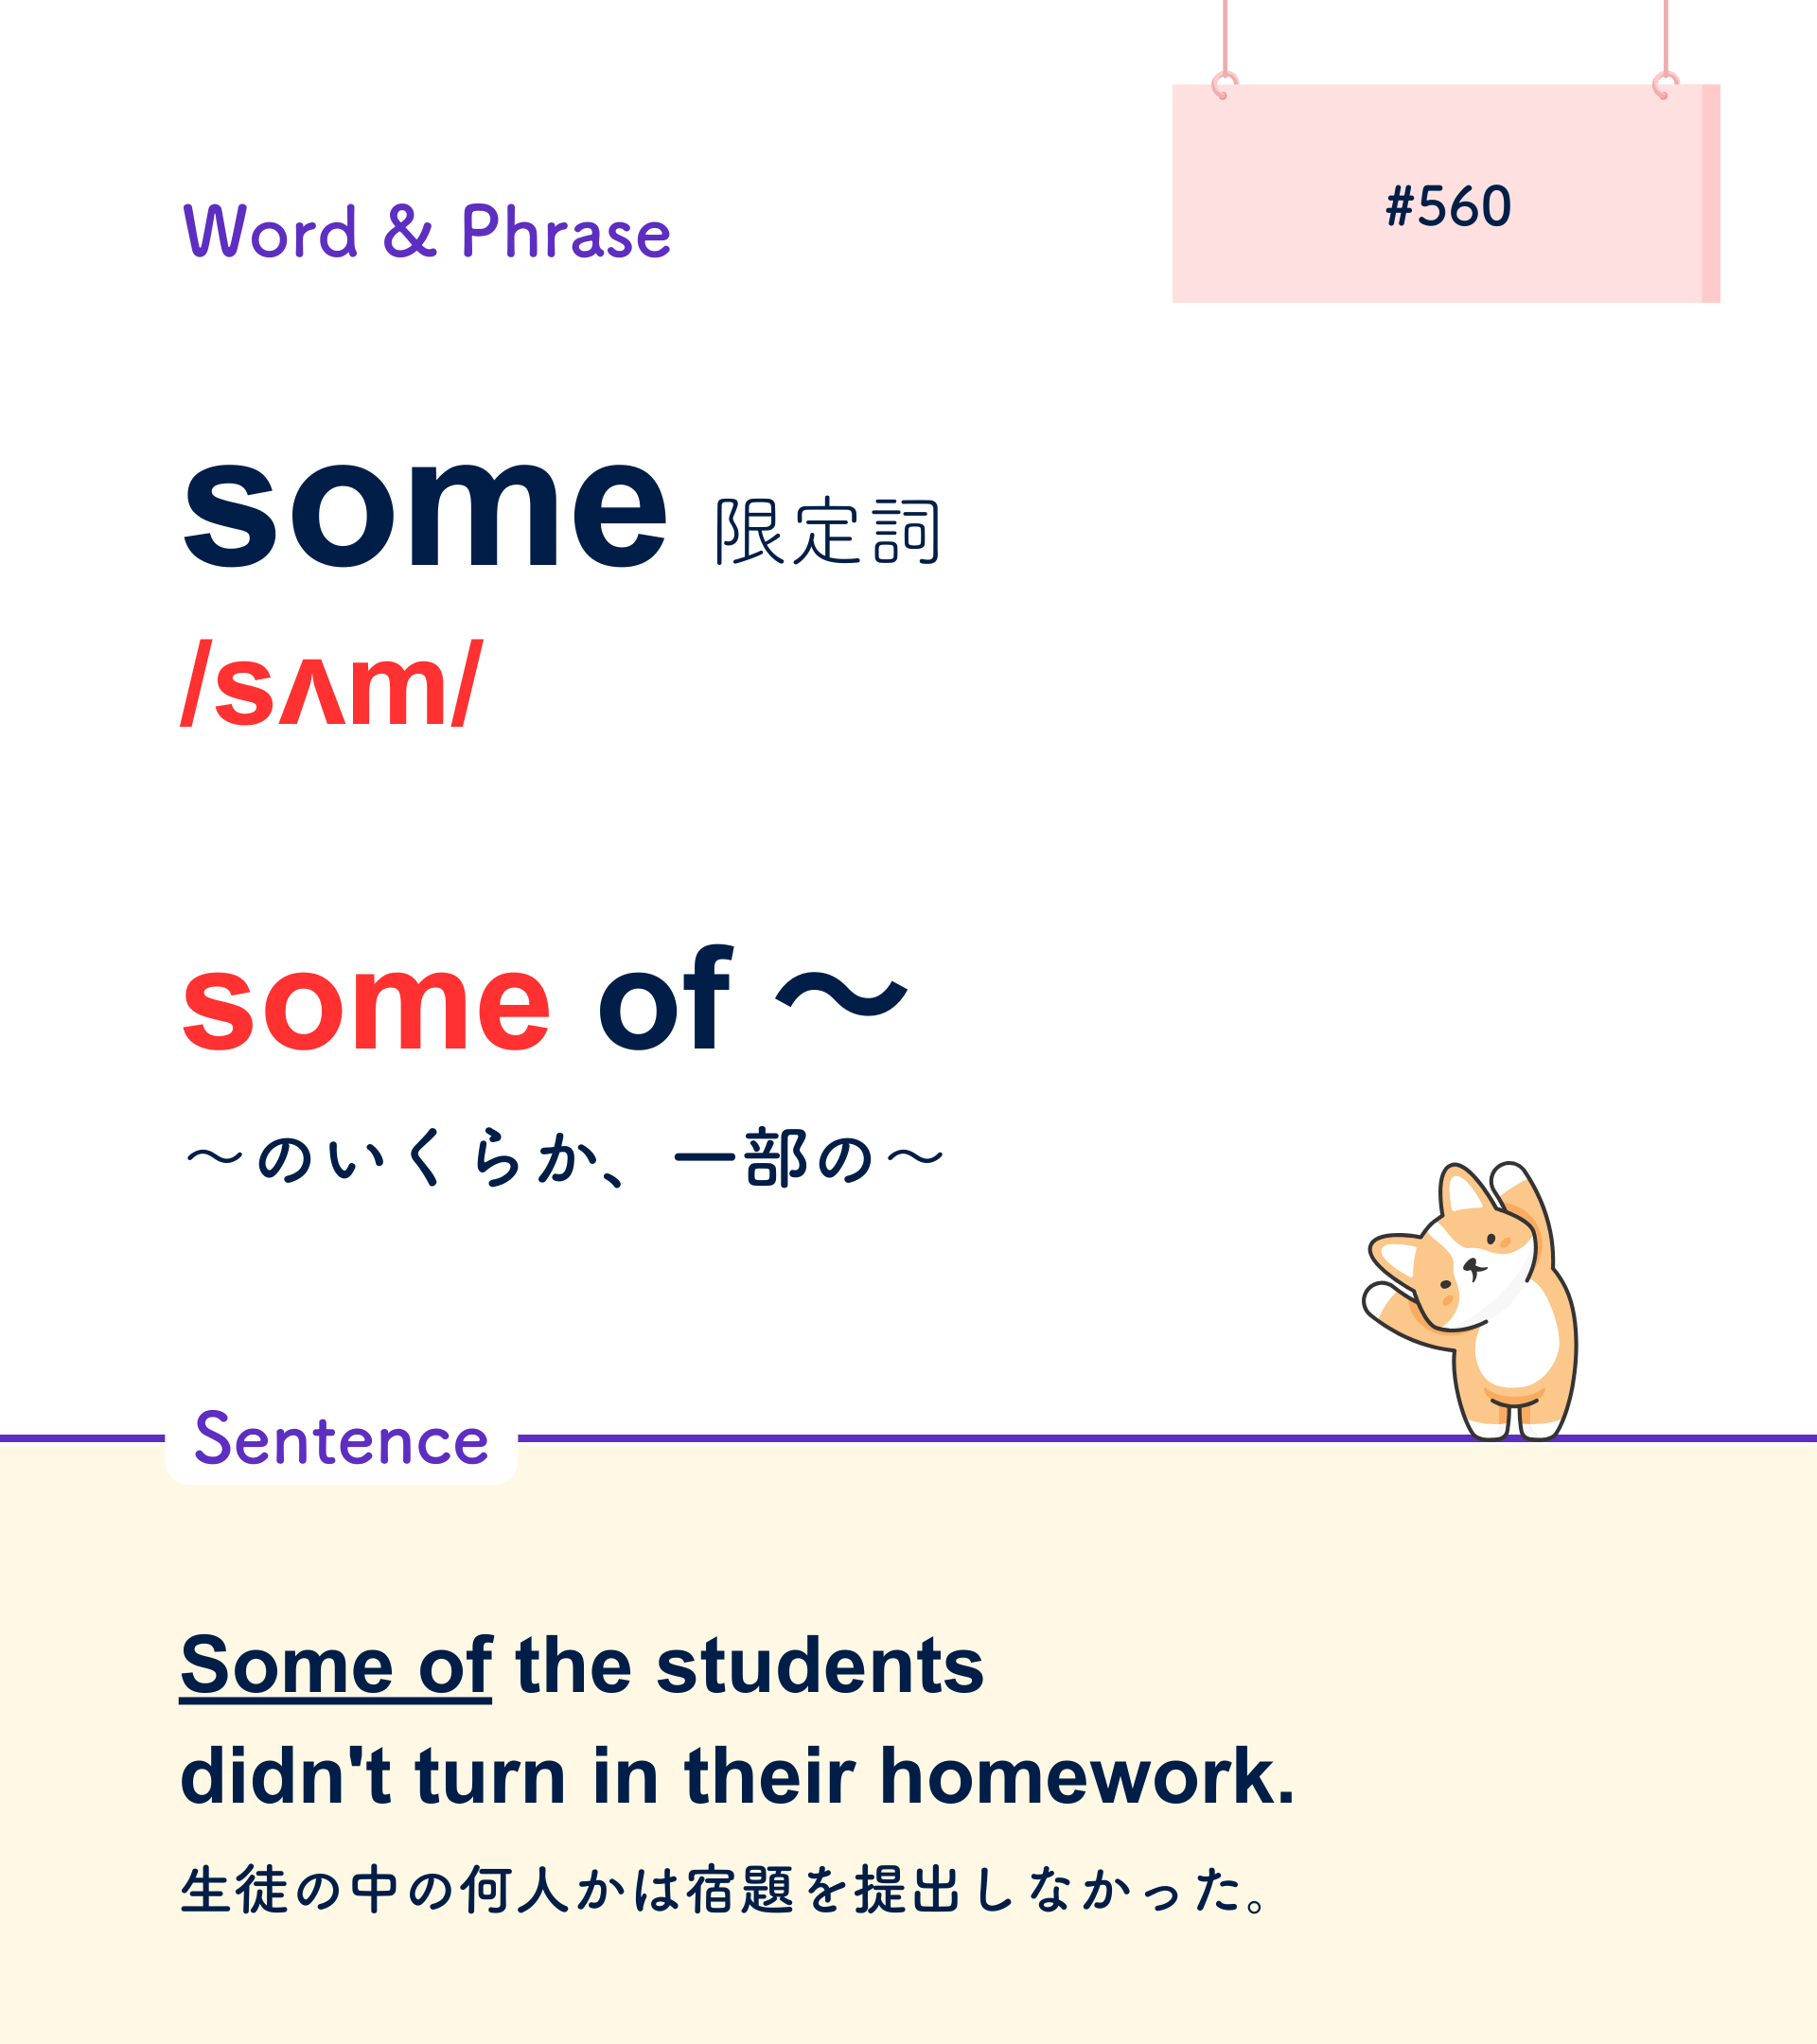 #560
Word & Phrase
some 限定詞
/sʌm/
some of 〜
〜のいくらか、一部の〜
Sentence
Some of the students
didn't turn in their homework.
生徒の中の何人かは宿題を提出しなかった。